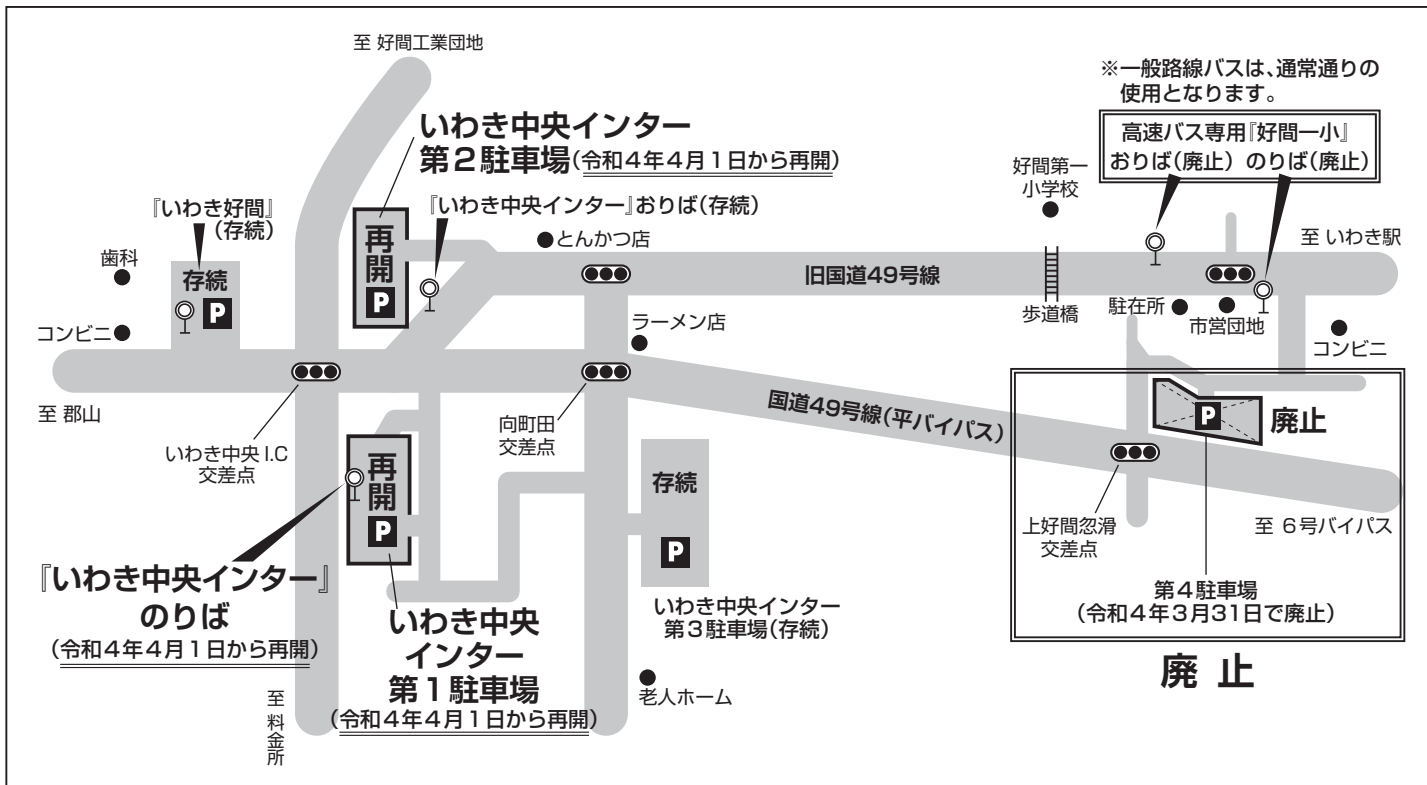 至 好間工業団地
※一般路線バスは、通常通りの
使用となります。
高速バス専用『好間一小』
おりば(廃止) のりば(廃止)
いわき中央インター
第2駐車場(令和4年4月1日から再開)
好間第一
小学校
『いわき好間』
(存続)
『いわき中央インター』おりば(存続)
歯科
存続
P
再開
P
とんかつ店
至 いわき駅
旧国道49号線
コンビニ
ラーメン店
歩道橋
駐在所
市営団地
コンビニ
至 郡山
国道49号線(平バイパス)
P
廃止
いわき中央I.C
交差点
向町田
交差点
再開
P
存続
P
上好間忽滑
交差点
至 6号バイパス
『いわき中央インター』
のりば
(令和4年4月1日から再開)
いわき中央
インター
第1駐車場
(令和4年4月1日から再開)
いわき中央インター
第3駐車場(存続)
第4駐車場
(令和4年3月31日で廃止)
廃止
老人ホーム
至 料金所